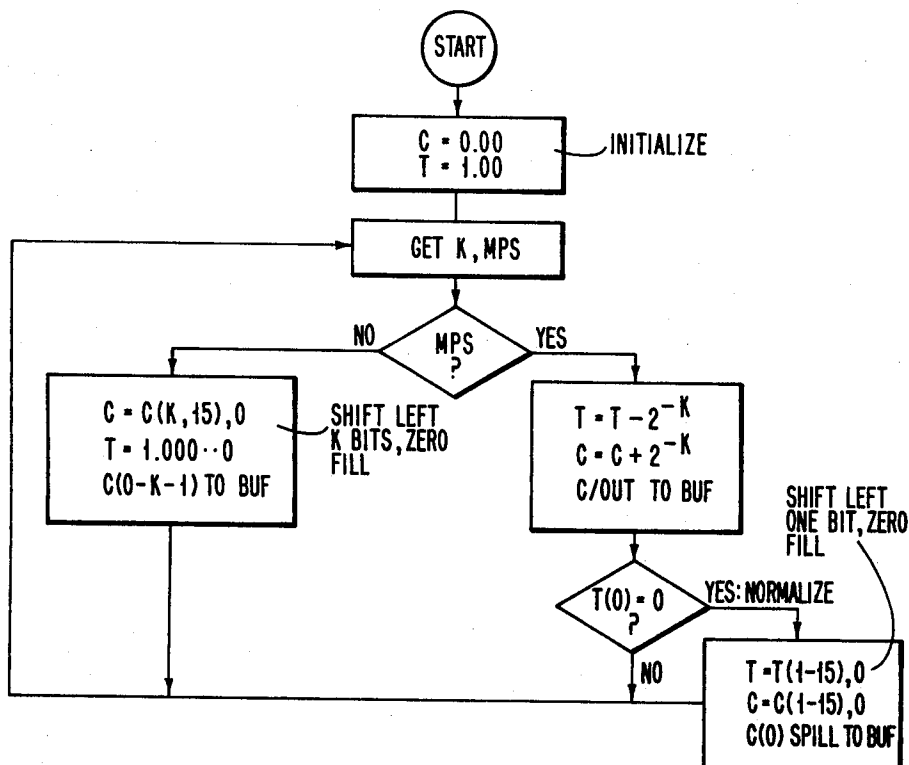 START
C = 0.00
T = 1.00
INITIALIZE
GET K, MPS
NO
MPS
?
YES
C = C(K, 15), 0
T = 1.000··0
C(0-K-1) TO BUF
SHIFT LEFT
K BITS, ZERO
FILL
T = T - 2^-K
C = C + 2^-K
C/OUT TO BUF
SHIFT LEFT
ONE BIT, ZERO
FILL
T(0) = 0
?
YES: NORMALIZE
NO
T = T(1-15), 0
C = C(1-15), 0
C(0) SPILL TO BUF